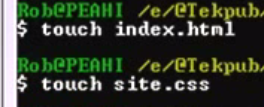 Rob@PEAHI /e/@Tekpub/
$ touch index.html
Rob@PEAHI /e/@Tekpub/
$ touch site.css